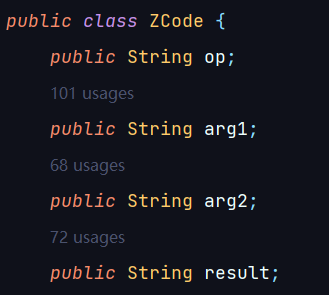 public class ZCode {
public String op;
101 usages
public String arg1;
68 usages
public String arg2;
72 usages
public String result;